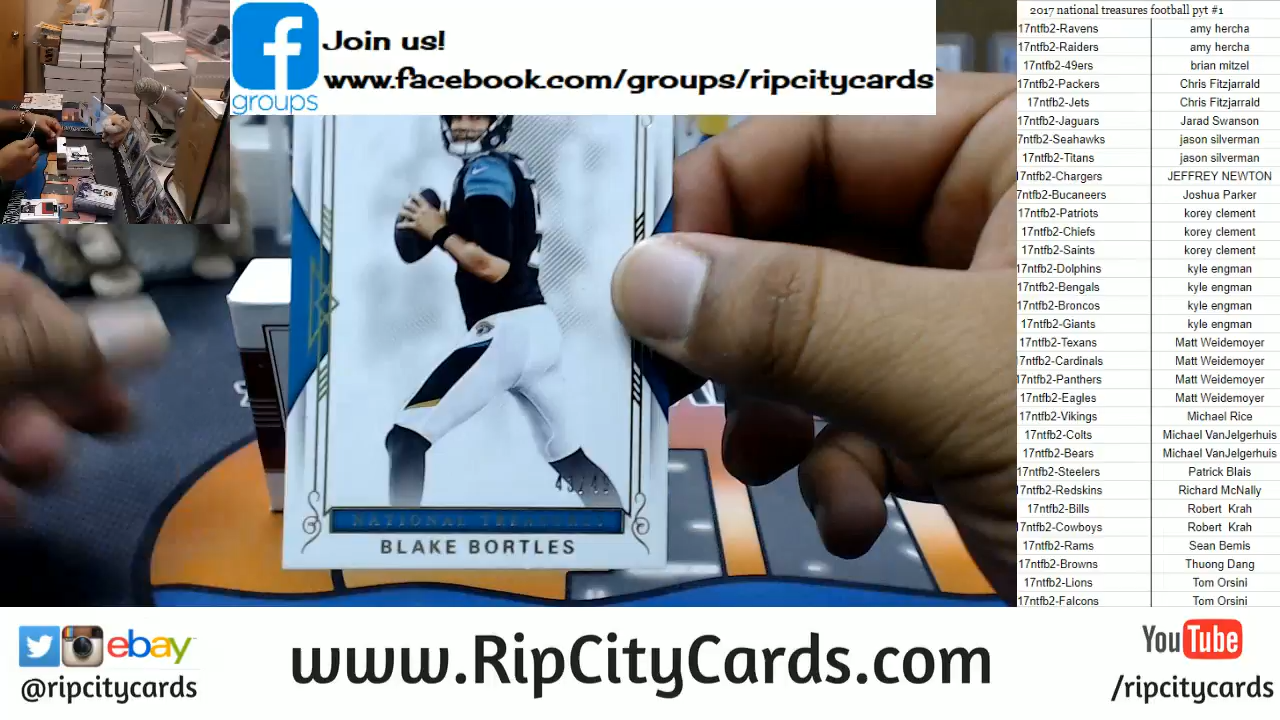 Join us!
www.facebook.com/groups/ripcitycards
groups
2017 national treasures football pyt #1
17ntfb2-Ravens amy hercha
17ntfb2-Raiders amy hercha
17ntfb2-49ers brian mitzel
17ntfb2-Packers Chris Fitzjarrald
17ntfb2-Jets Chris Fitzjarrald
17ntfb2-Jaguars Jarad Swanson
7ntfb2-Seahawks jason silverman
17ntfb2-Titans jason silverman
17ntfb2-Chargers JEFFREY NEWTON
7ntfb2-Bucaneers Joshua Parker
17ntfb2-Patriots korey clement
17ntfb2-Chiefs korey clement
17ntfb2-Saints korey clement
17ntfb2-Dolphins kyle engman
17ntfb2-Bengals kyle engman
17ntfb2-Broncos kyle engman
17ntfb2-Giants kyle engman
17ntfb2-Texans Matt Weidemoyer
17ntfb2-Cardinals Matt Weidemoyer
17ntfb2-Panthers Matt Weidemoyer
17ntfb2-Eagles Matt Weidemoyer
17ntfb2-Vikings Michael Rice
17ntfb2-Colts Michael VanJelgerhuis
17ntfb2-Bears Michael VanJelgerhuis
17ntfb2-Steelers Patrick Blais
17ntfb2-Redskins Richard McNally
17ntfb2-Bills Robert Krah
17ntfb2-Cowboys Robert Krah
17ntfb2-Rams Sean Bemis
17ntfb2-Browns Thuong Dang
17ntfb2-Lions Tom Orsini
17ntfb2-Falcons Tom Orsini
NATIONAL TREASURES
BLAKE BORTLES
ebay
@ripcitycards
www.RipCityCards.com
YouTube
/ripcitycards